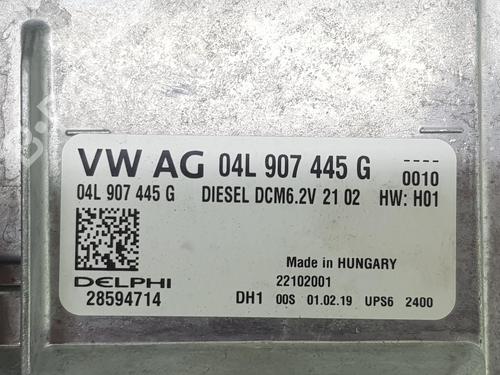 VW AG 04L 907 445 G 0010
04L 907 445 G DIESEL DCM6.2V 21 02 HW: H01
Made in HUNGARY
DELPHI 22102001
28594714 DH1 00S 01.02.19 UPS6 2400